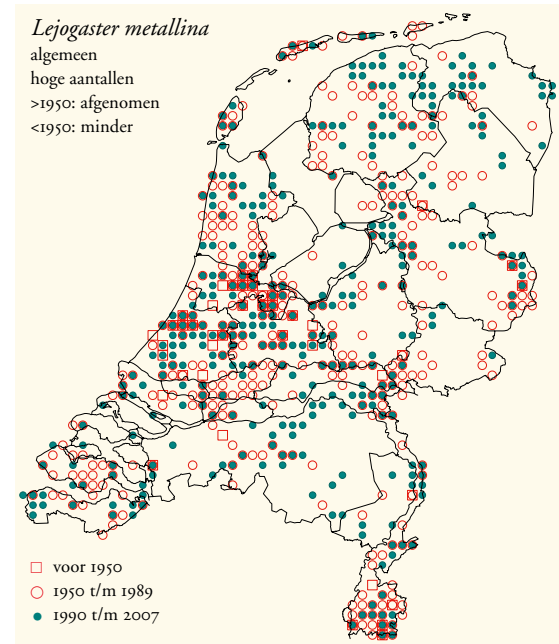 Lejogaster metallina
algemeen
hoge aantallen
>1950: afgenomen
<1950: minder
voor 1950
1950 t/m 1989
1990 t/m 2007